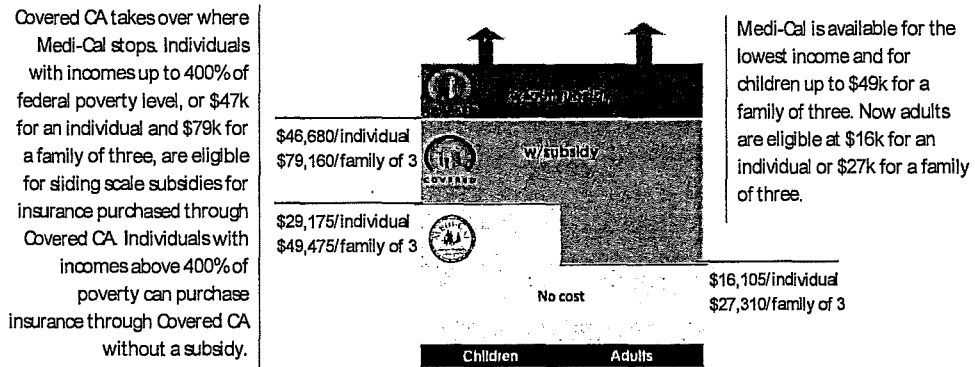 Covered CA takes over where
Medi-Cal stops. Individuals
with incomes up to 400% of
federal poverty level, or $47k
for an individual and $79k for
a family of three, are eligible
for sliding scale subsidies for
insurance purchased through
Covered CA. Individuals with
incomes above 400% of
poverty can purchase
insurance through Covered CA
without a subsidy.
$46,680/individual
$79,160/family of 3
$29,175/individual
$49,475/family of 3
COVERED
w/subsidy
COVERED
MEDI-CAL
No cost
Children Adults
Medi-Cal is available for the
lowest income and for
children up to $49k for a
family of three. Now adults
are eligible at $16k for an
individual or $27k for a family
of three.
$16,105/individual
$27,310/family of 3